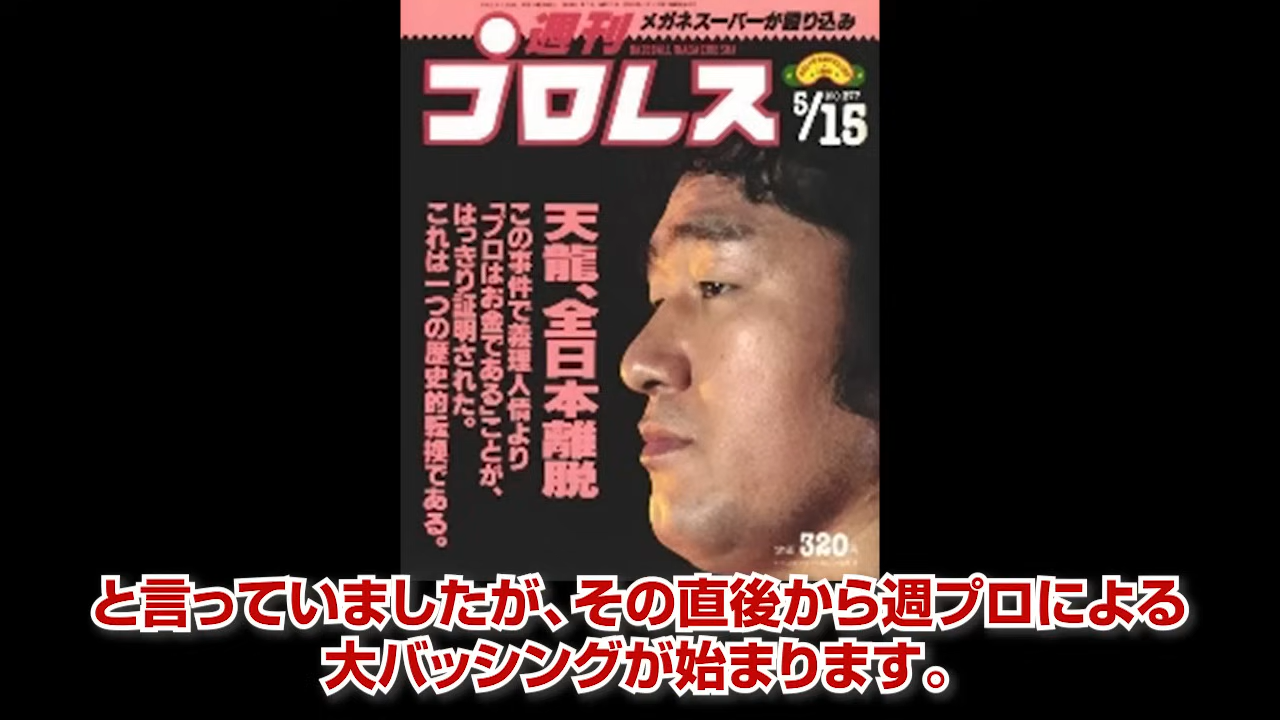 メガネスーパーが殴り込み
週刊
プロレス
5/15
天龍、全日本離脱
この事件で義理人情より
「プロはお金である」ことが、
はっきり証明された。
これは一つの歴史的転換である。
320
と言っていましたが、その直後から週プロによる
大バッシングが始まります。